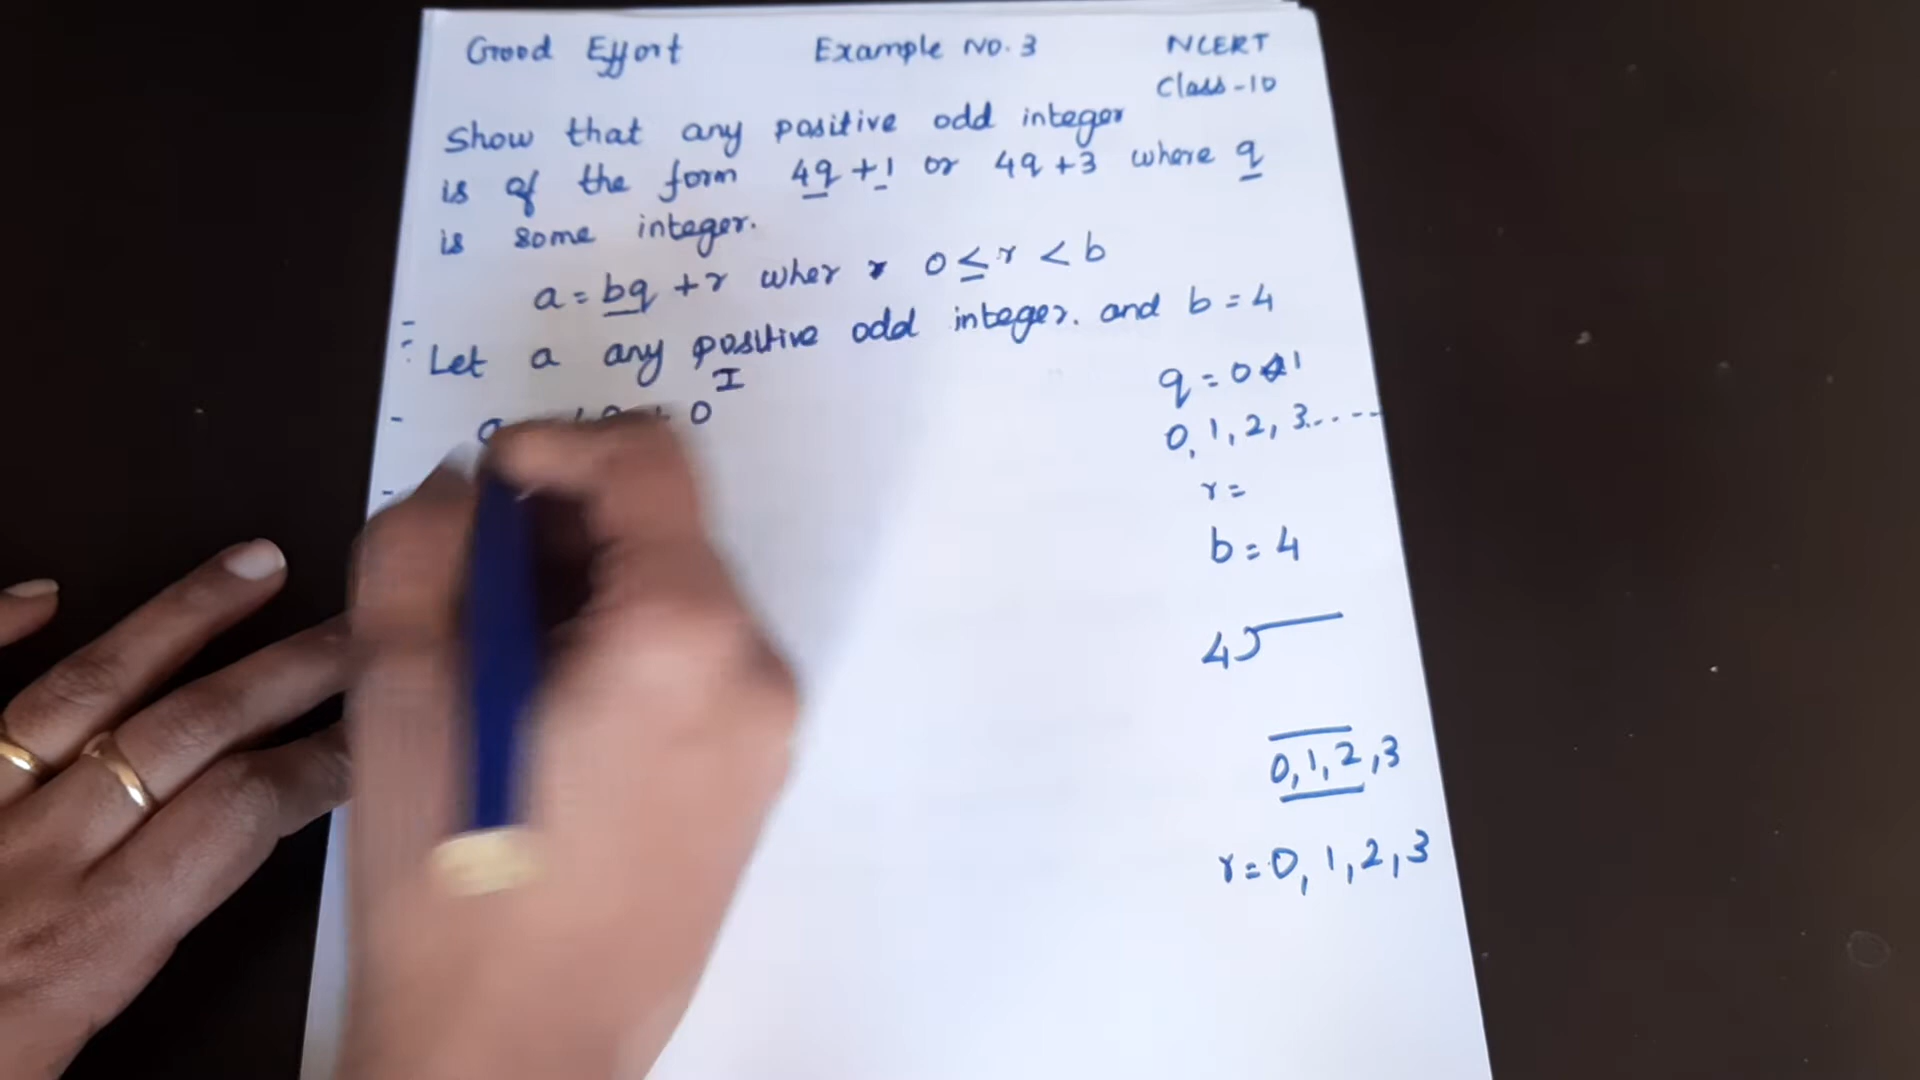 Good Effort Example No. 3 NCERT
Class-10
Show that any positive odd integer
is of the form 4q + 1 or 4q + 3 where q
is some integer.
a = bq + r wher r 0 ≤ r < b
Let a any positive odd integer. and b = 4
I
0
q = 0 1
0, 1, 2, 3.....
r =
b = 4
4
0, 1, 2, 3
r = 0, 1, 2, 3